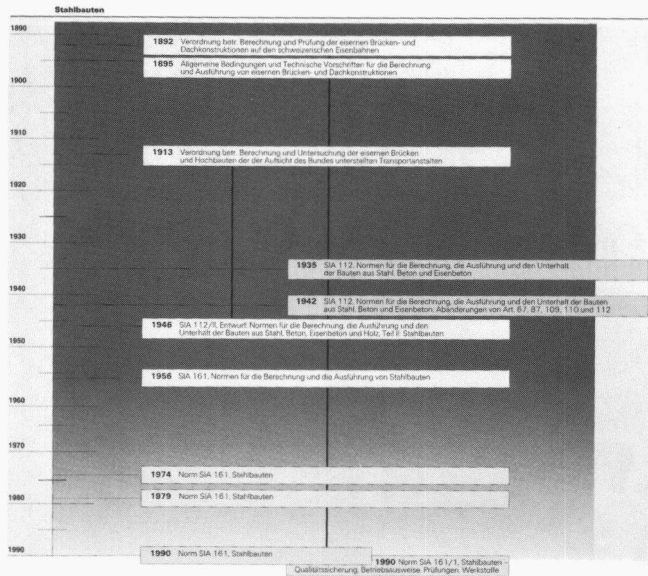 Stahlbauten
1890
1892 Verordnung betr. Berechnung und Prüfung der eisernen Brücken- und
Dachkonstruktionen auf den schweizerischen Eisenbahnen
1895 Allgemeine Bedingungen und Technische Vorschriften für die Berechnung
und Ausführung von eisernen Brücken- und Dachkonstruktionen
1900
1910
1913 Verordnung betr. Berechnung und Untersuchung der eisernen Brücken
und Hochbauten der der Aufsicht des Bundes unterstellten Transportanstalten
1920
1930
1935 SIA 112, Normen für die Berechnung, die Ausführung und den Unterhalt
der Bauten aus Stahl, Beton und Eisenbeton
1940
1942 SIA 112, Normen für die Berechnung, die Ausführung und den Unterhalt der Bauten
aus Stahl, Beton und Eisenbeton. Abänderungen von Art. 67, 87, 109, 110 und 112
1946 SIA 112/II, Entwurf: Normen für die Berechnung, die Ausführung und den
Unterhalt der Bauten aus Stahl, Beton, Eisenbeton und Holz; Teil II: Stahlbauten
1950
1956 SIA 161, Normen für die Berechnung und die Ausführung von Stahlbauten
1960
1970
1974 Norm SIA 161, Stahlbauten
1979 Norm SIA 161, Stahlbauten
1980
1990
1990 Norm SIA 161, Stahlbauten
1990 Norm SIA 161/1, Stahlbauten –
Qualitätssicherung, Betriebsausweise, Prüfungen, Werkstoffe